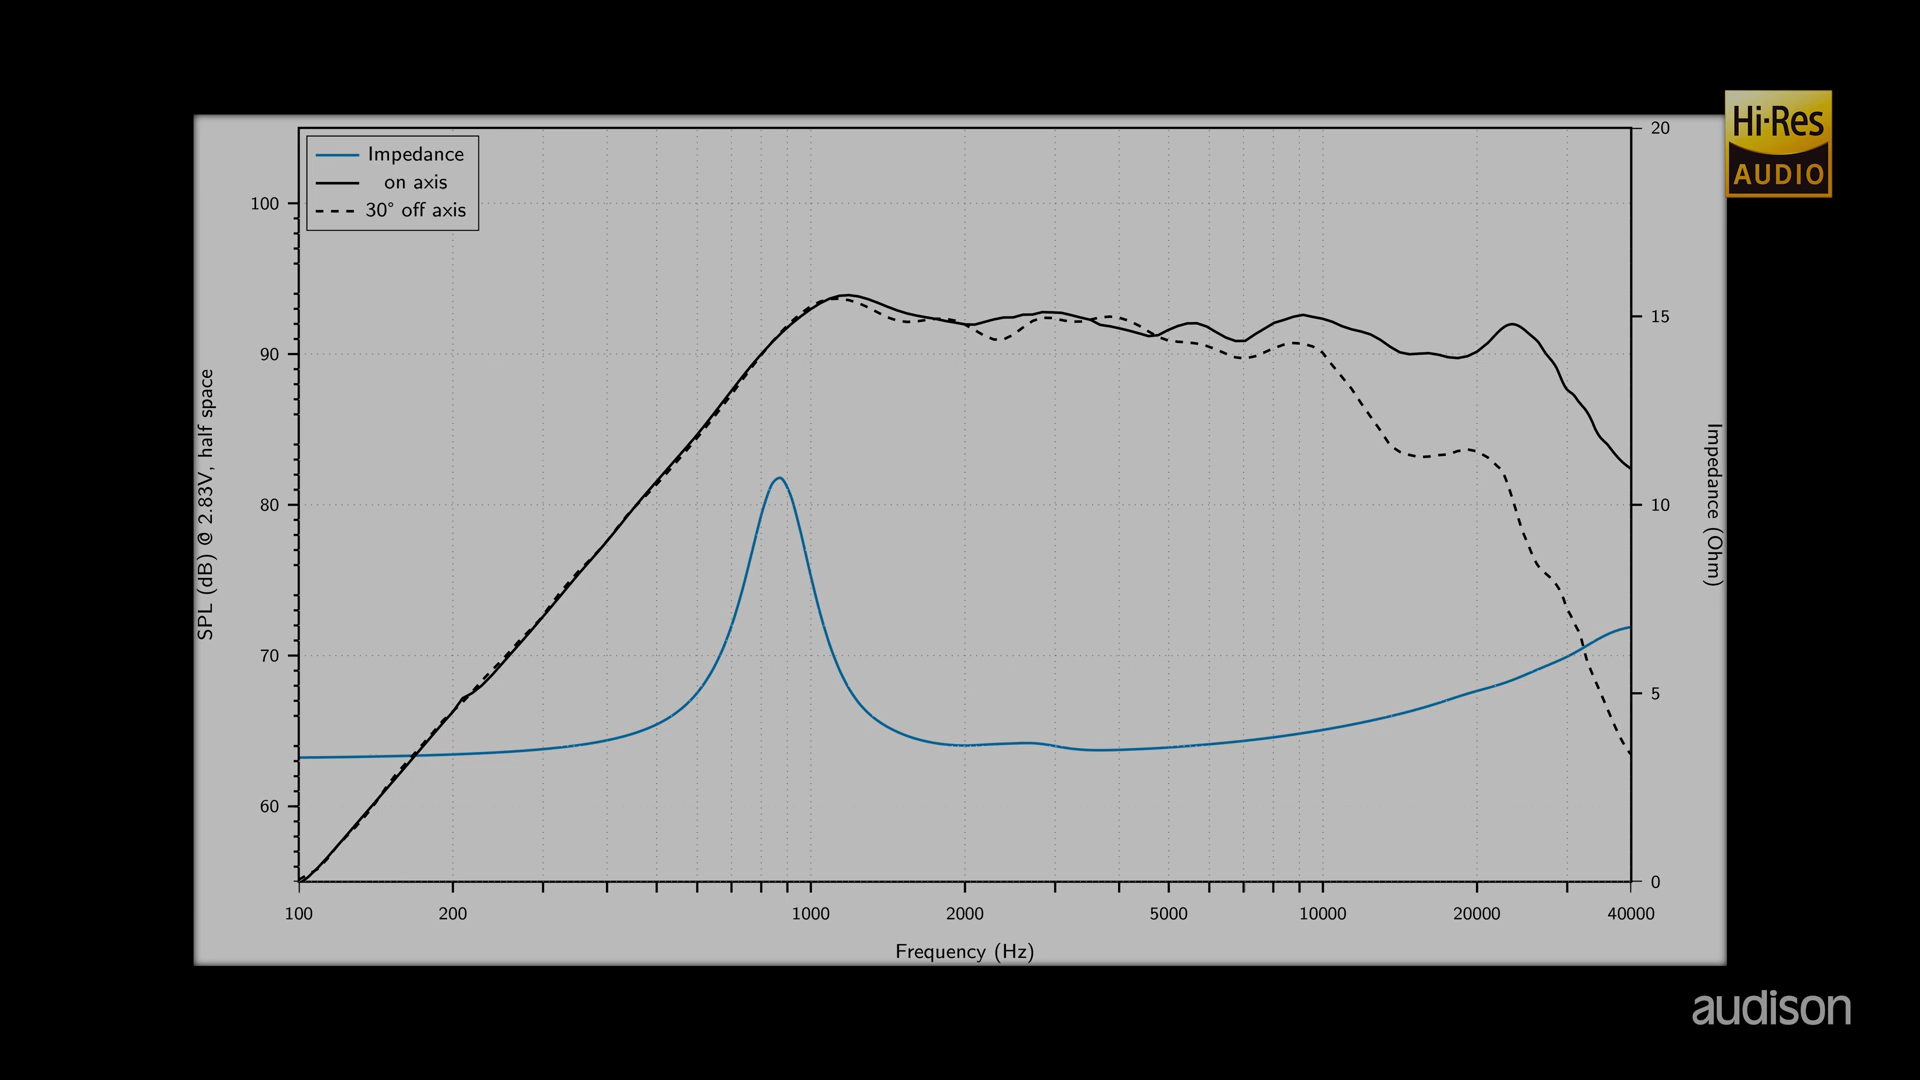 Hi-Res
AUDIO
Impedance
on axis
30° off axis
100
90
80
70
60
SPL (dB) @ 2.83V, half space
20
15
10
5
0
Impedance (Ohm)
100 200 1000 2000 5000 10000 20000 40000
Frequency (Hz)
audison